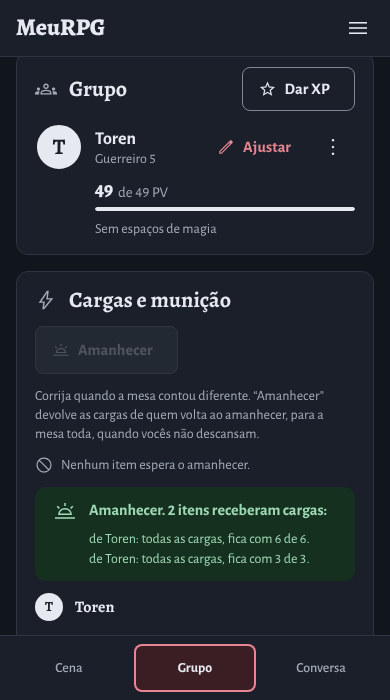 MeuRPG
Grupo
Dar XP
T
Toren
Guerreiro 5
Ajustar
49 de 49 PV
Sem espaços de magia
Cargas e munição
Amanhecer
Corrija quando a mesa contou diferente. “Amanhecer”
devolve as cargas de quem volta ao amanhecer, para a
mesa toda, quando vocês não descansam.
Nenhum item espera o amanhecer.
Amanhecer. 2 itens receberam cargas:
de Toren: todas as cargas, fica com 6 de 6.
de Toren: todas as cargas, fica com 3 de 3.
T Toren
Cena
Grupo
Conversa